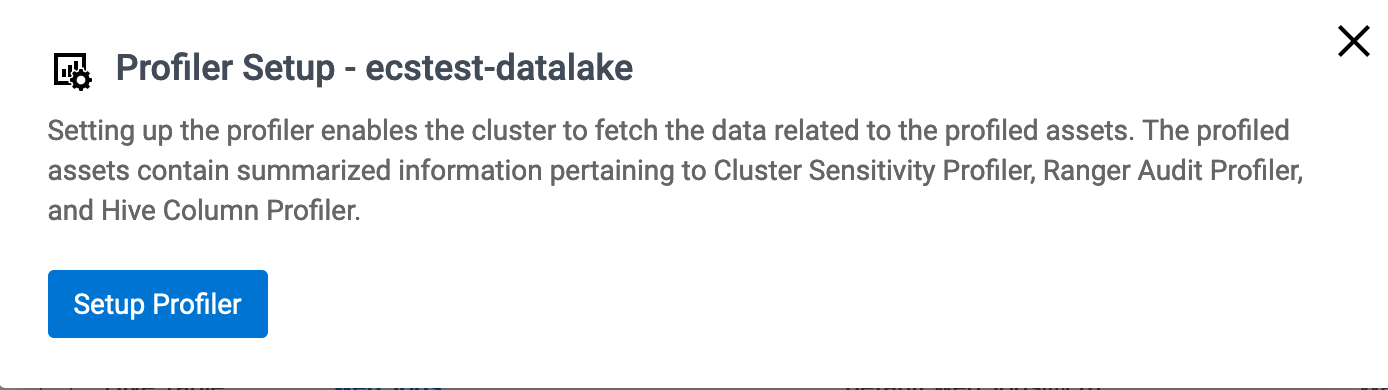 Profiler Setup - ecstest-datalake
Setting up the profiler enables the cluster to fetch the data related to the profiled assets. The profiled
assets contain summarized information pertaining to Cluster Sensitivity Profiler, Ranger Audit Profiler,
and Hive Column Profiler.
Setup Profiler